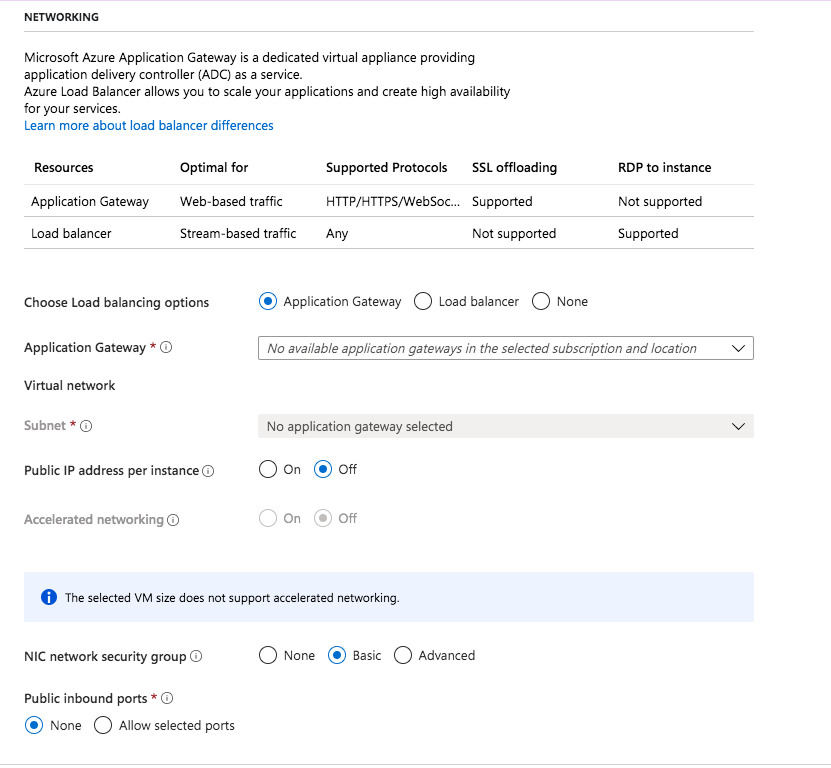 NETWORKING
Microsoft Azure Application Gateway is a dedicated virtual appliance providing
application delivery controller (ADC) as a service.
Azure Load Balancer allows you to scale your applications and create high availability
for your services.
Learn more about load balancer differences
Resources Optimal for Supported Protocols SSL offloading RDP to instance
Application Gateway Web-based traffic HTTP/HTTPS/WebSoc... Supported Not supported
Load balancer Stream-based traffic Any Not supported Supported
Choose Load balancing options Application Gateway Load balancer None
Application Gateway * No available application gateways in the selected subscription and location
Virtual network
Subnet * No application gateway selected
Public IP address per instance On Off
Accelerated networking On Off
The selected VM size does not support accelerated networking.
NIC network security group None Basic Advanced
Public inbound ports *
None Allow selected ports